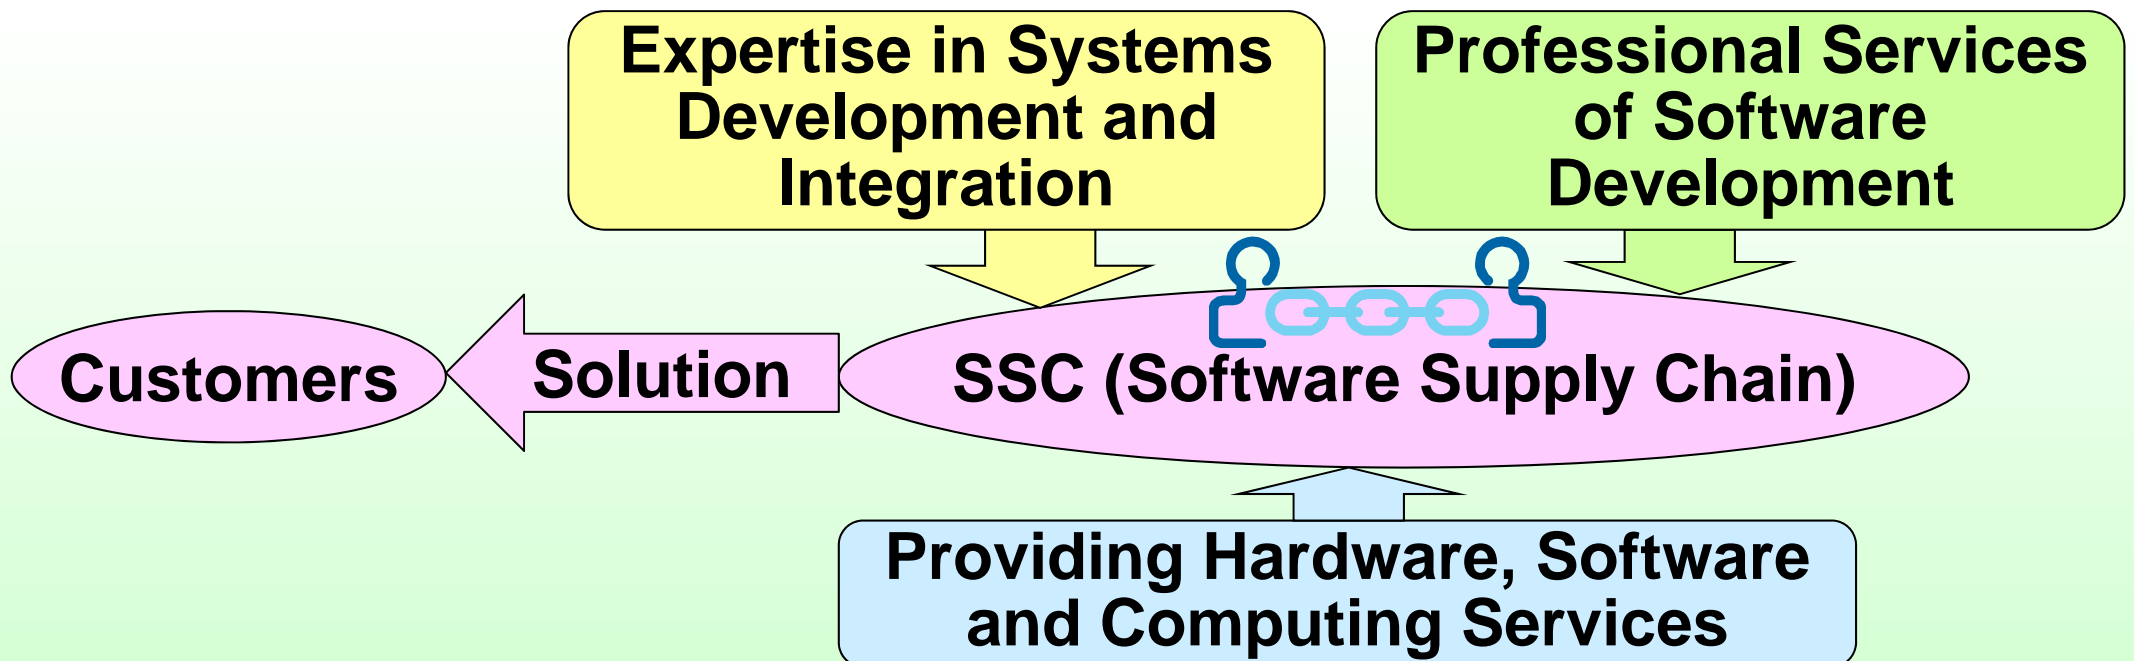 Expertise in Systems
Development and
Integration
Professional Services
of Software
Development
Customers
Solution
SSC (Software Supply Chain)
Providing Hardware, Software
and Computing Services